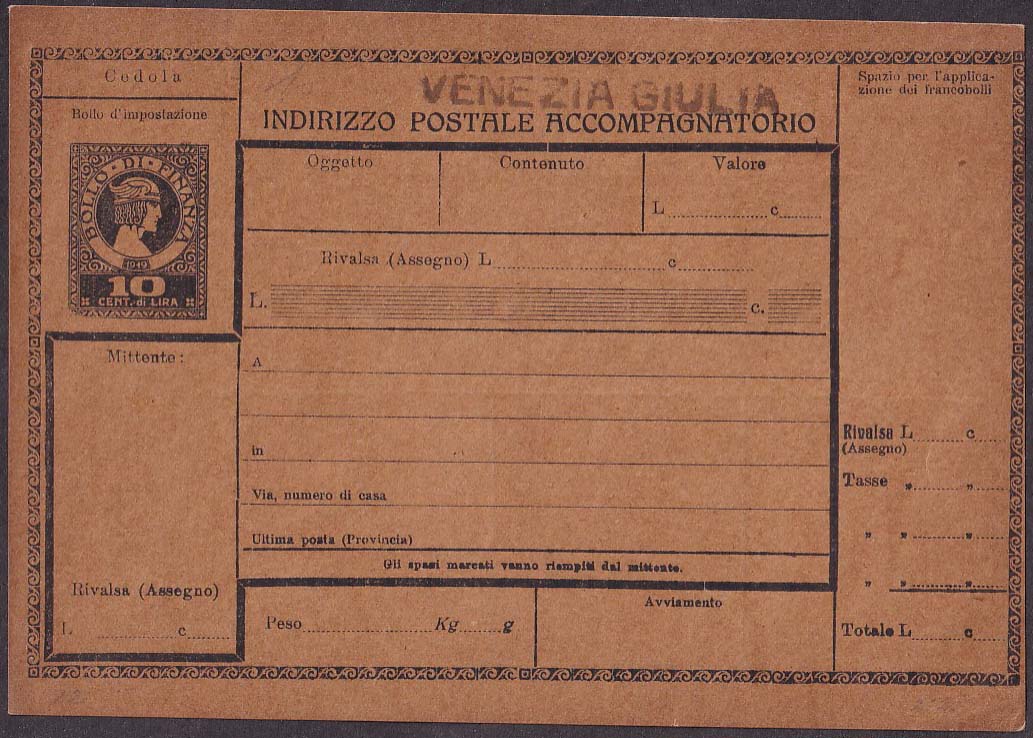 Cedola
Bollo d'impostazione
BOLLO · DI · FINANZA
1919
10
CENT. di LIRA
Mittente:
Rivalsa (Assegno)
L c
VENEZIA GIULIA
INDIRIZZO POSTALE ACCOMPAGNATORIO
Oggetto Contenuto Valore
L c
Rivalsa (Assegno) L c
L. c.
A
in
Via, numero di casa
Ultima posta (Provincia)
Gli spazi marcati vanno riempiti dal mittente.
Peso Kg g
Avviamento
Spazio per l'applica-
zione dei francobolli
Rivalsa L c
(Assegno)
Tasse „ „
„ „ „
„ „ „
Totale L c